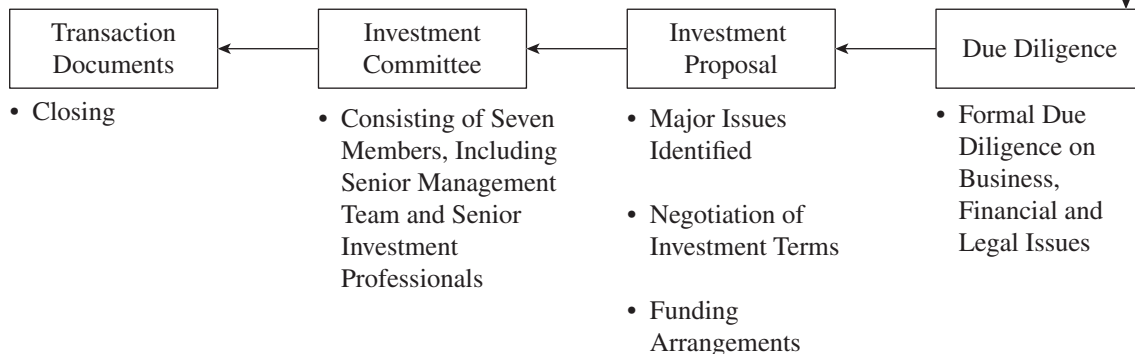 Transaction
Documents
• Closing
Investment
Committee
• Consisting of Seven
Members, Including
Senior Management
Team and Senior
Investment
Professionals
Investment
Proposal
• Major Issues
Identified
• Negotiation of
Investment Terms
• Funding
Arrangements
Due Diligence
• Formal Due
Diligence on
Business,
Financial and
Legal Issues